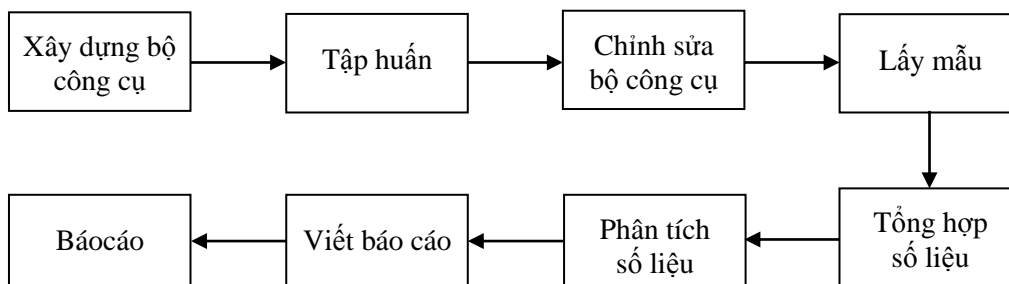 Xây dựng bộ
công cụ
Tập huấn
Chỉnh sửa
bộ công cụ
Lấy mẫu
Tổng hợp
số liệu
Phân tích
số liệu
Viết báo cáo
Báocáo